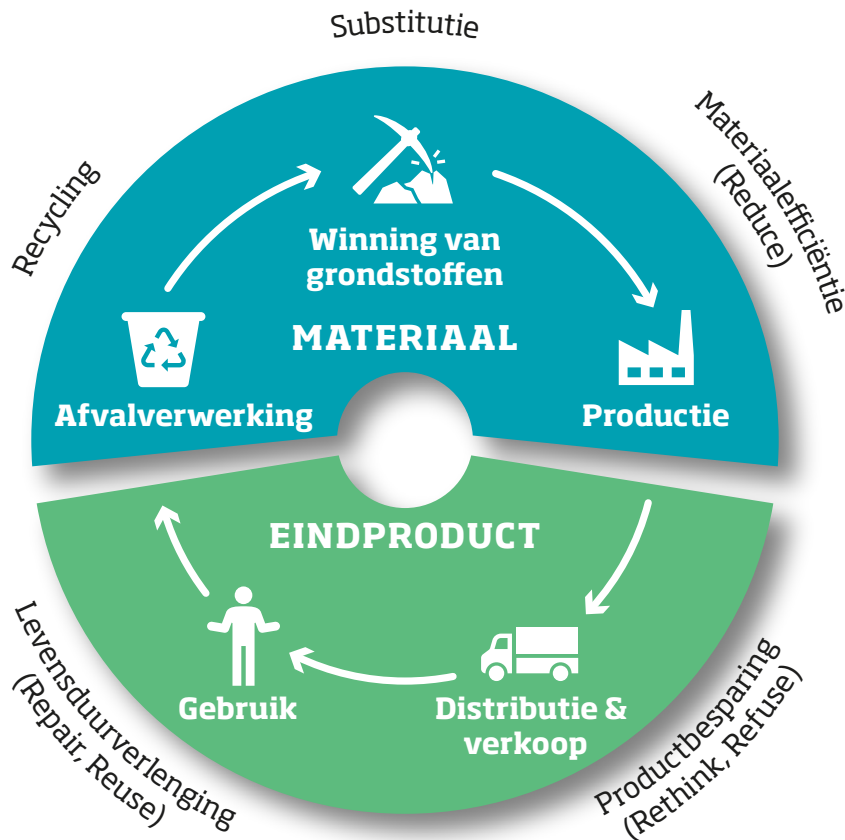 Substitutie
Recycling
Materiaalefficiëntie
(Reduce)
Winning van
grondstoffen
MATERIAAL
Afvalverwerking
Productie
EINDPRODUCT
Gebruik
Distributie &
verkoop
Levensduurverlenging
(Repair, Reuse)
Productbesparing
(Rethink, Refuse)